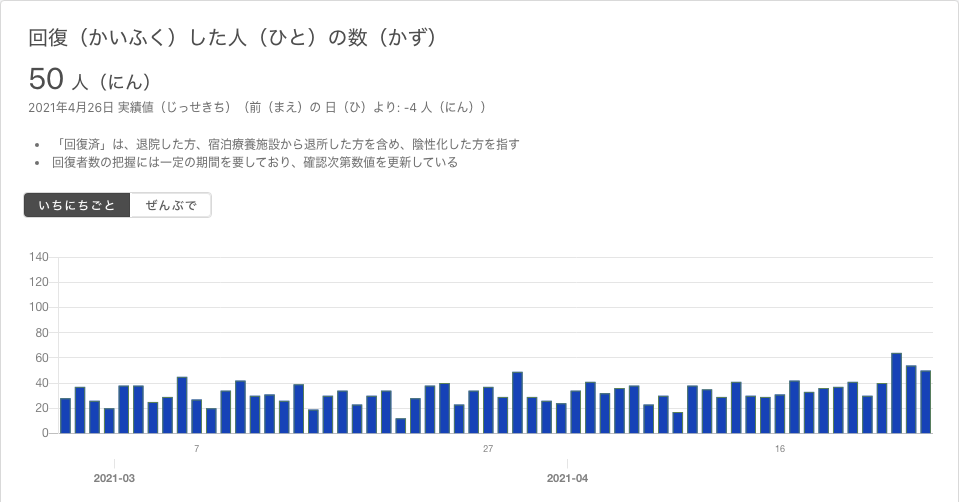 回復（かいふく）した人（ひと）の数（かず）
50 人（にん）
2021年4月26日 実績値（じっせきち）（前（まえ）の 日（ひ）より: -4 人（にん））
• 「回復済」は、退院した方、宿泊療養施設から退所した方を含め、陰性化した方を指す
• 回復者数の把握には一定の期間を要しており、確認次第数値を更新している
いちにちごと ぜんぶで
140
120
100
80
60
40
20
0
7 27 16
2021-03 2021-04